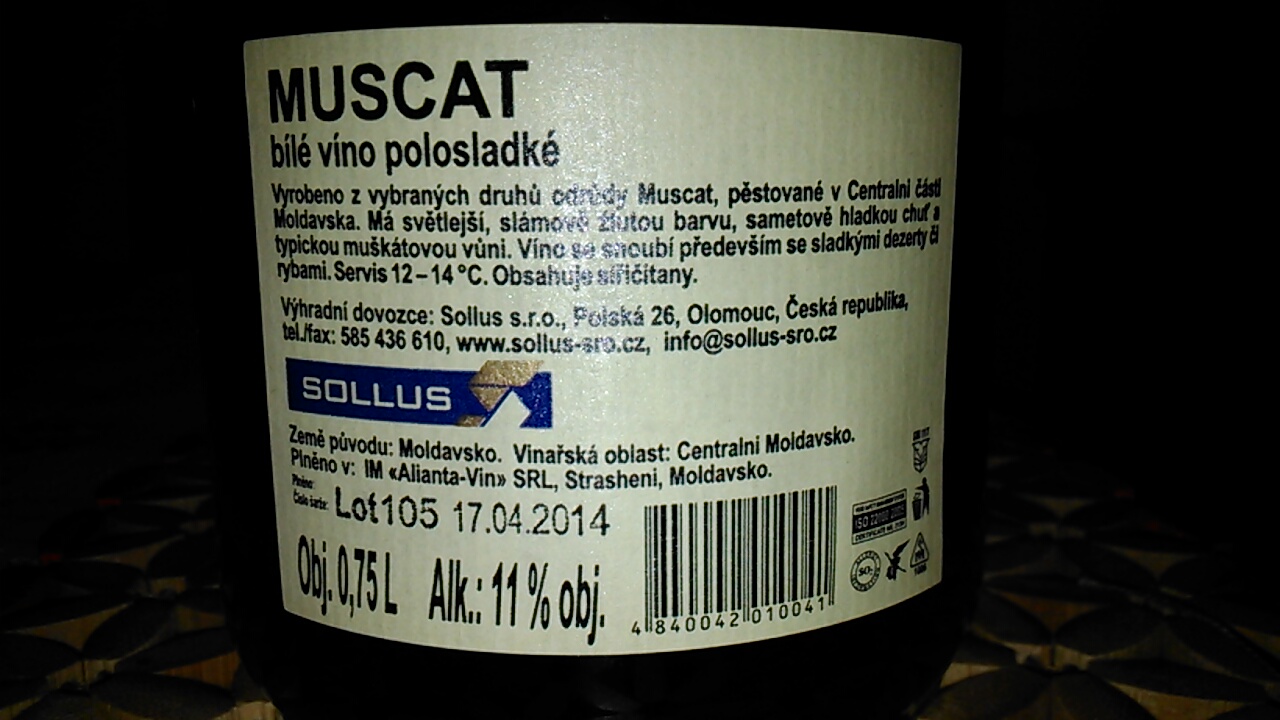 MUSCAT
bílé víno polosladké
Vyrobeno z vybraných druhů odrůdy Muscat, pěstované v Centralni části
Moldavska. Má světlejší, slámově žlutou barvu, sametově hladkou chuť a
typickou muškátovou vůni. Víno se snoubí především se sladkými dezerty či
rybami. Servis 12–14 °C. Obsahuje siřičitany.
Výhradní dovozce: Sollus s.r.o., Polská 26, Olomouc, Česká republika,
tel./fax: 585 436 610, www.sollus-sro.cz, info@sollus-sro.cz
SOLLUS
Země původu: Moldavsko. Vinařská oblast: Centralni Moldavsko.
Plněno v: IM «Alianta-Vin» SRL, Strasheni, Moldavsko.
Plněno:
Číslo šarže: Lot105 17.04.2014
Obj. 0,75 L Alk.: 11 % obj.
4 840042 010041
ISO 22000
SO₂